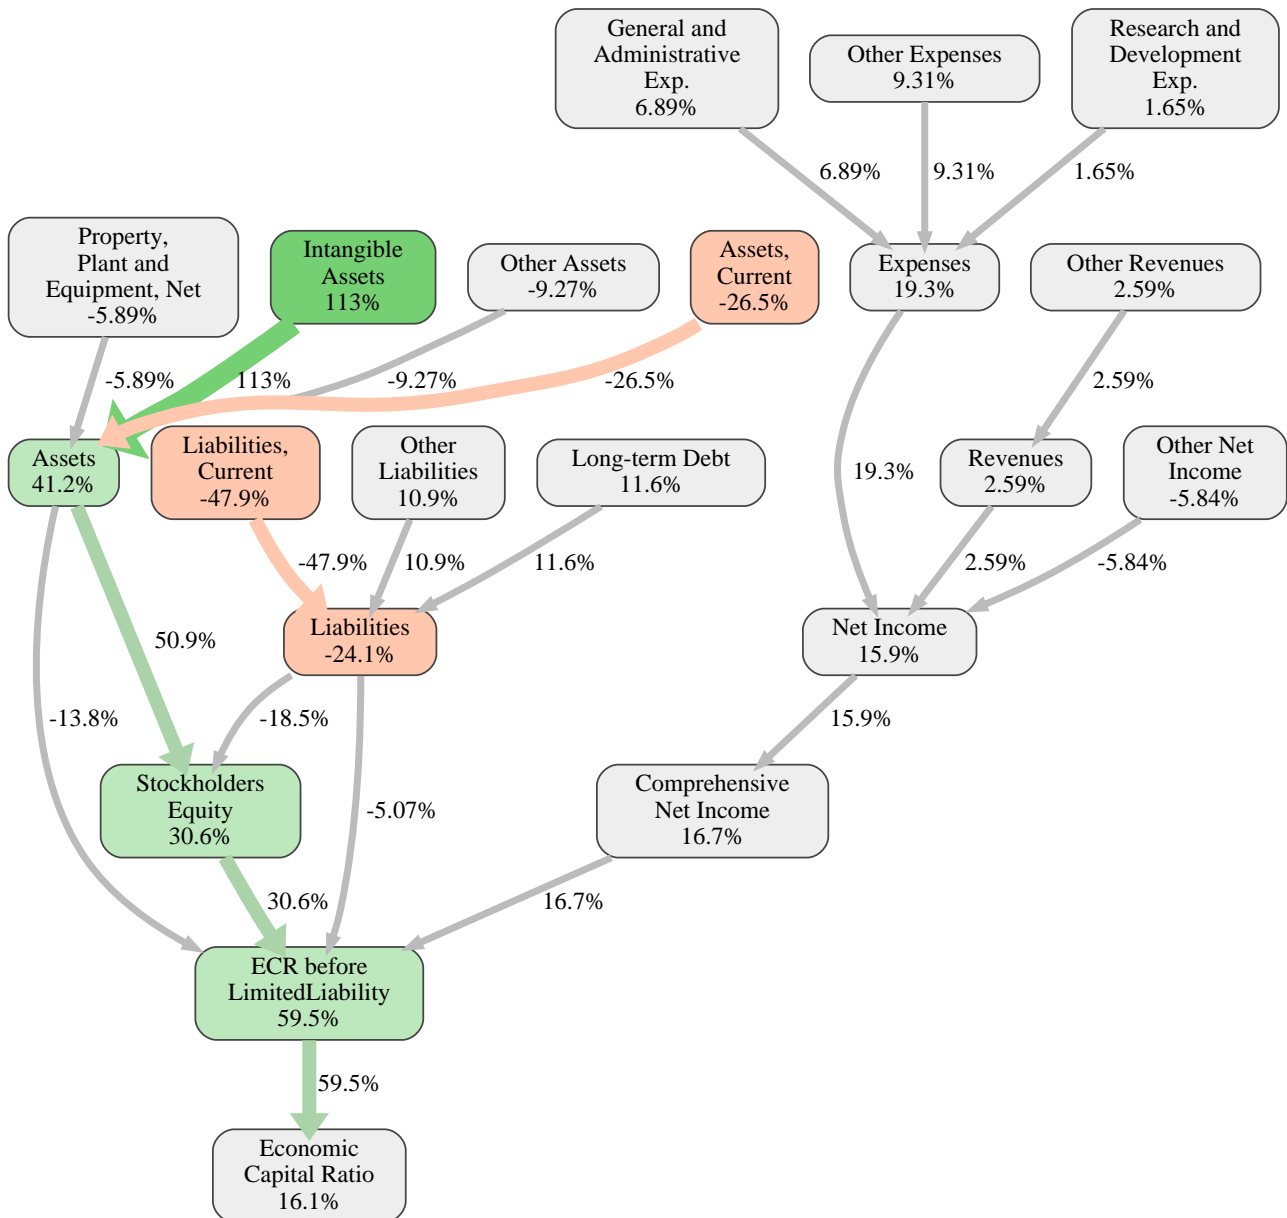 General and
Administrative
Exp.
6.89%
Other Expenses
9.31%
Research and
Development
Exp.
1.65%
6.89%
9.31%
1.65%
Property,
Plant and
Equipment, Net
-5.89%
Intangible
Assets
113%
Other Assets
-9.27%
Assets,
Current
-26.5%
Expenses
19.3%
Other Revenues
2.59%
-5.89%
113%
-9.27%
-26.5%
2.59%
Assets
41.2%
Liabilities,
Current
-47.9%
Other
Liabilities
10.9%
Long-term Debt
11.6%
19.3%
Revenues
2.59%
Other Net
Income
-5.84%
-47.9%
10.9%
11.6%
2.59%
-5.84%
50.9%
Liabilities
-24.1%
Net Income
15.9%
-13.8%
-18.5%
15.9%
Stockholders
Equity
30.6%
-5.07%
Comprehensive
Net Income
16.7%
30.6%
16.7%
ECR before
LimitedLiability
59.5%
59.5%
Economic
Capital Ratio
16.1%